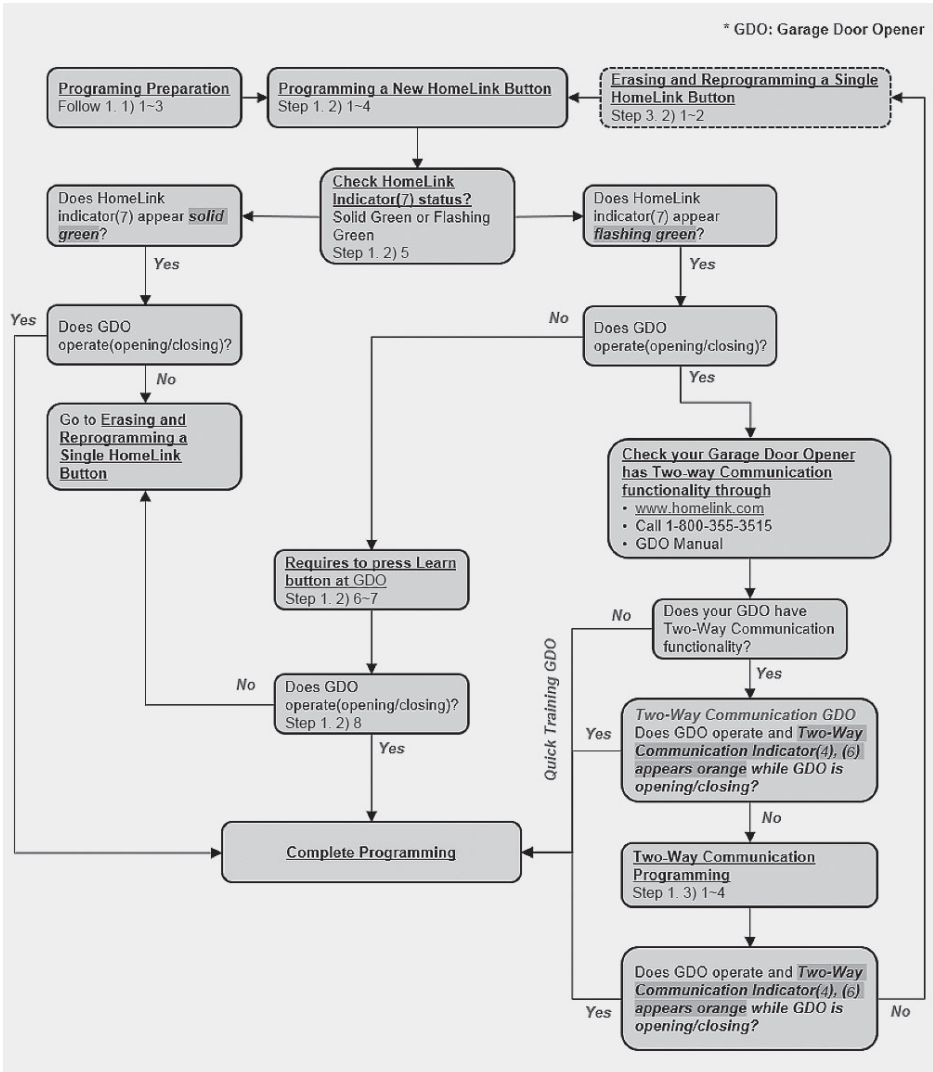 * GDO: Garage Door Opener
Programing Preparation
Follow 1. 1) 1~3
Programming a New HomeLink Button
Step 1. 2) 1~4
Erasing and Reprogramming a Single
HomeLink Button
Step 3. 2) 1~2
Does HomeLink
indicator(7) appear solid
green?
Check HomeLink
Indicator(7) status?
Solid Green or Flashing
Green
Step 1. 2) 5
Does HomeLink
indicator(7) appear
flashing green?
Yes
Yes
Yes
Does GDO
operate(opening/closing)?
No
Does GDO
operate(opening/closing)?
No
Yes
Go to Erasing and
Reprogramming a
Single HomeLink
Button
Check your Garage Door Opener
has Two-way Communication
functionality through
• www.homelink.com
• Call 1-800-355-3515
• GDO Manual
Requires to press Learn
button at GDO
Step 1. 2) 6~7
No
Does your GDO have
Two-Way Communication
functionality?
Yes
Quick Training GDO
No
Does GDO
operate(opening/closing)?
Step 1. 2) 8
Yes
Yes
Two-Way Communication GDO
Does GDO operate and Two-Way
Communication Indicator(4), (6)
appears orange while GDO is
opening/closing?
No
Complete Programming
Two-Way Communication
Programming
Step 1. 3) 1~4
Does GDO operate and Two-Way
Communication Indicator(4), (6)
appears orange while GDO is
opening/closing?
Yes
No